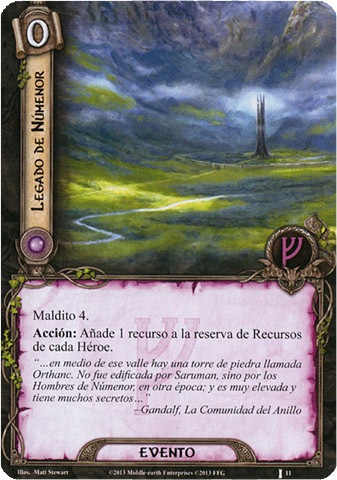 0
LEGADO DE NÚMENOR
Maldito 4.
Acción: Añade 1 recurso a la reserva de Recursos
de cada Héroe.
“...en medio de ese valle hay una torre de piedra llamada
Orthanc. No fue edificada por Saruman, sino por los
Hombres de Númenor, en otra época; y es muy elevada y
tiene muchos secretos...”
–Gandalf, La Comunidad del Anillo
EVENTO
Illus. Matt Stewart
©2013 Middle-earth Enterprises ©2013 FFG
11